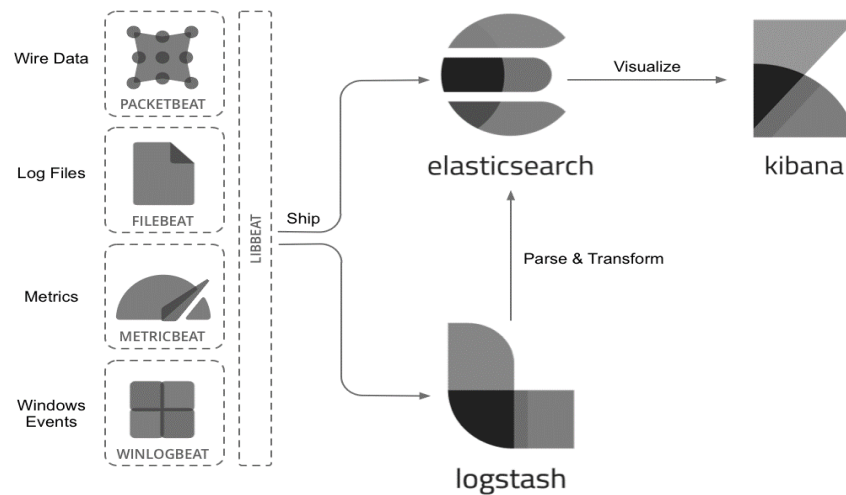 Wire Data
PACKETBEAT
Log Files
FILEBEAT
Metrics
METRICBEAT
Windows
Events
WINLOGBEAT
LIBBEAT
Ship
elasticsearch
Visualize
kibana
Parse & Transform
logstash